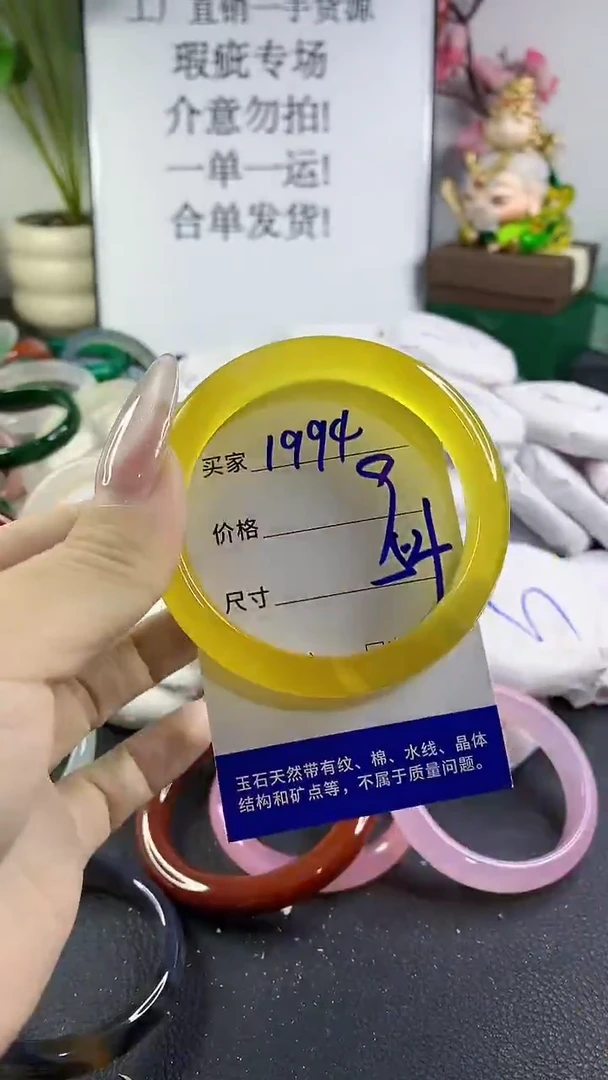 工厂直销一手货源
瑕疵专场
介意勿拍!
一单一运!
合单发货!
买家 1994
价格
尺寸
玉石天然带有纹、棉、水线、晶体
结构和矿点等，不属于质量问题。